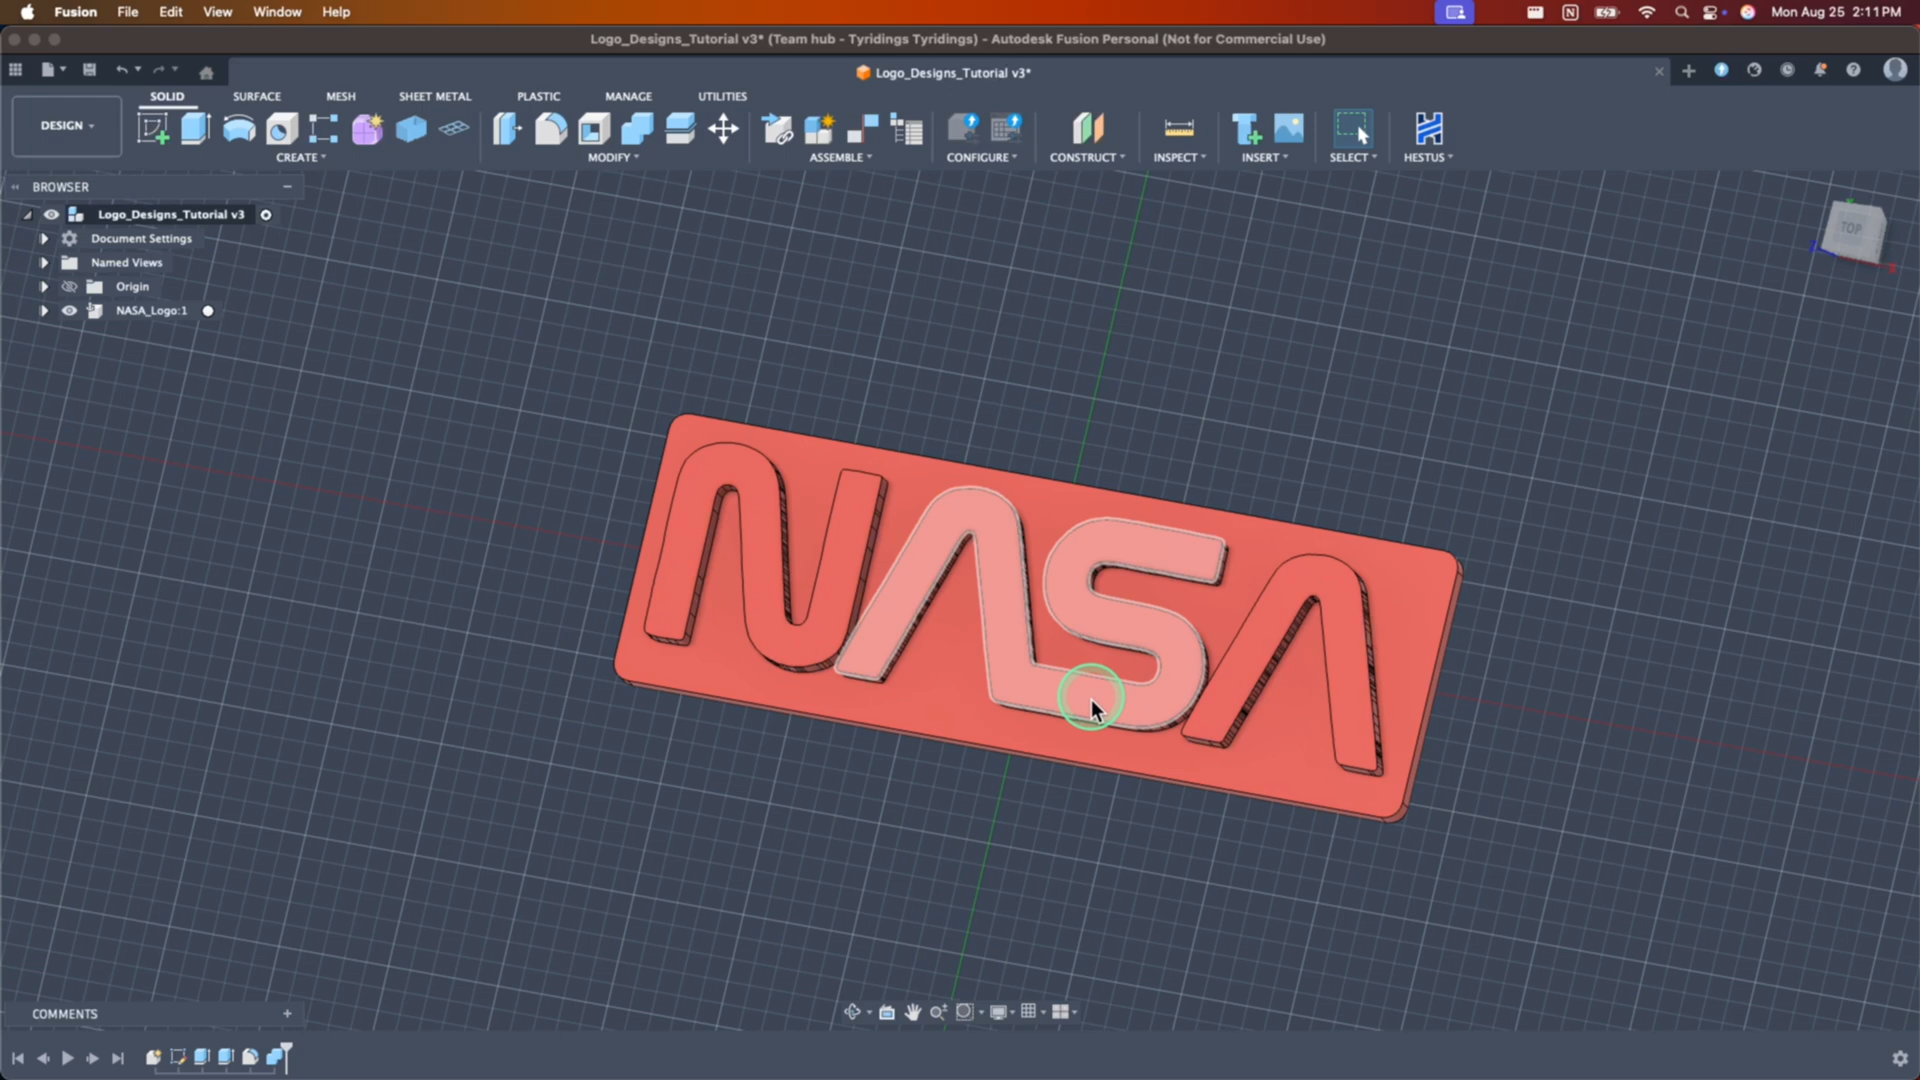 Fusion File Edit View Window Help
Mon Aug 25 2:11PM
Logo_Designs_Tutorial v3* (Team hub - Tyridings Tyridings) - Autodesk Fusion Personal (Not for Commercial Use)
Logo_Designs_Tutorial v3*
SOLID SURFACE MESH SHEET METAL PLASTIC MANAGE UTILITIES
DESIGN
CREATE MODIFY ASSEMBLE CONFIGURE CONSTRUCT INSPECT INSERT SELECT HESTUS
BROWSER
Logo_Designs_Tutorial v3
Document Settings
Named Views
Origin
NASA_Logo:1
TOP
Z
X
NASA
COMMENTS